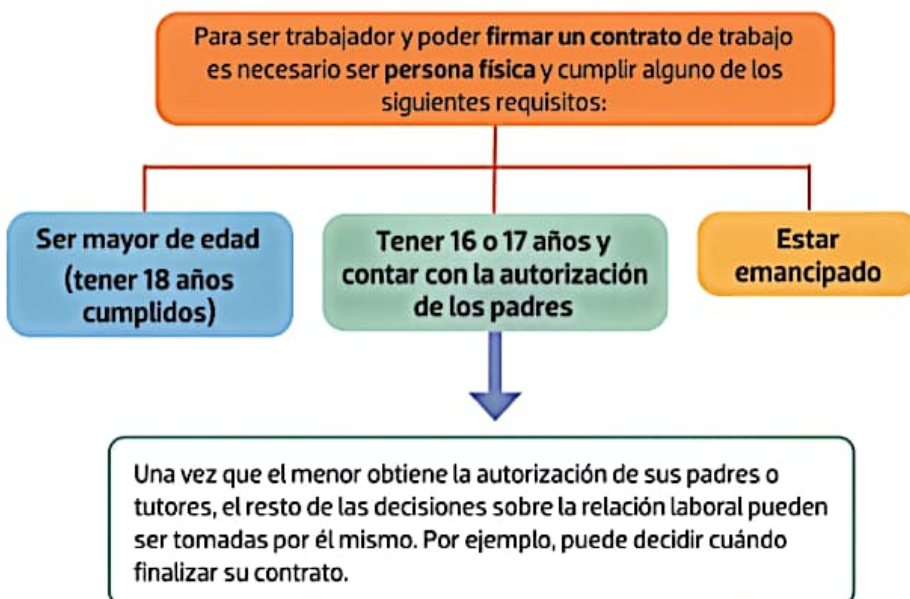 Para ser trabajador y poder firmar un contrato de trabajo
es necesario ser persona física y cumplir alguno de los
siguientes requisitos:
Ser mayor de edad
(tener 18 años
cumplidos)
Tener 16 o 17 años y
contar con la autorización
de los padres
Estar
emancipado
Una vez que el menor obtiene la autorización de sus padres o
tutores, el resto de las decisiones sobre la relación laboral pueden
ser tomadas por él mismo. Por ejemplo, puede decidir cuándo
finalizar su contrato.